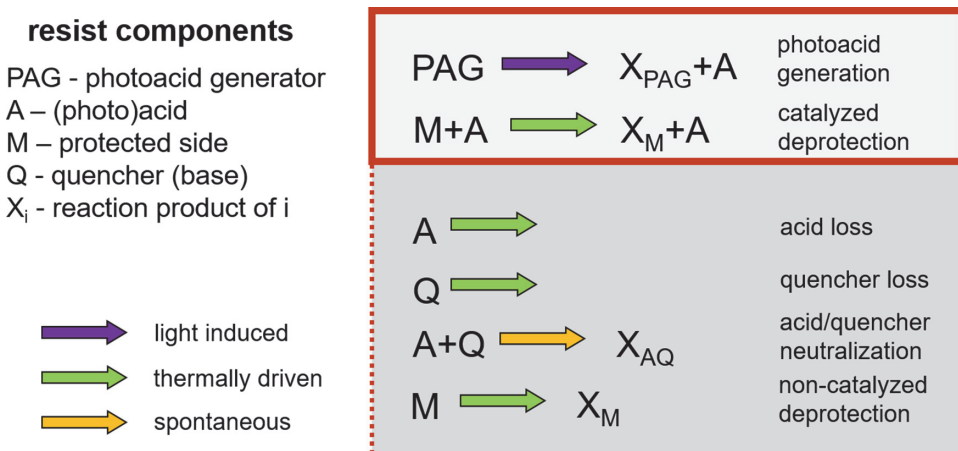 resist components
PAG - photoacid generator
A – (photo)acid
M – protected side
Q - quencher (base)
Xi - reaction product of i
light induced
thermally driven
spontaneous
PAG XPAG+A photoacid generation
M+A XM+A catalyzed deprotection
A acid loss
Q quencher loss
A+Q XAQ acid/quencher neutralization
M XM non-catalyzed deprotection